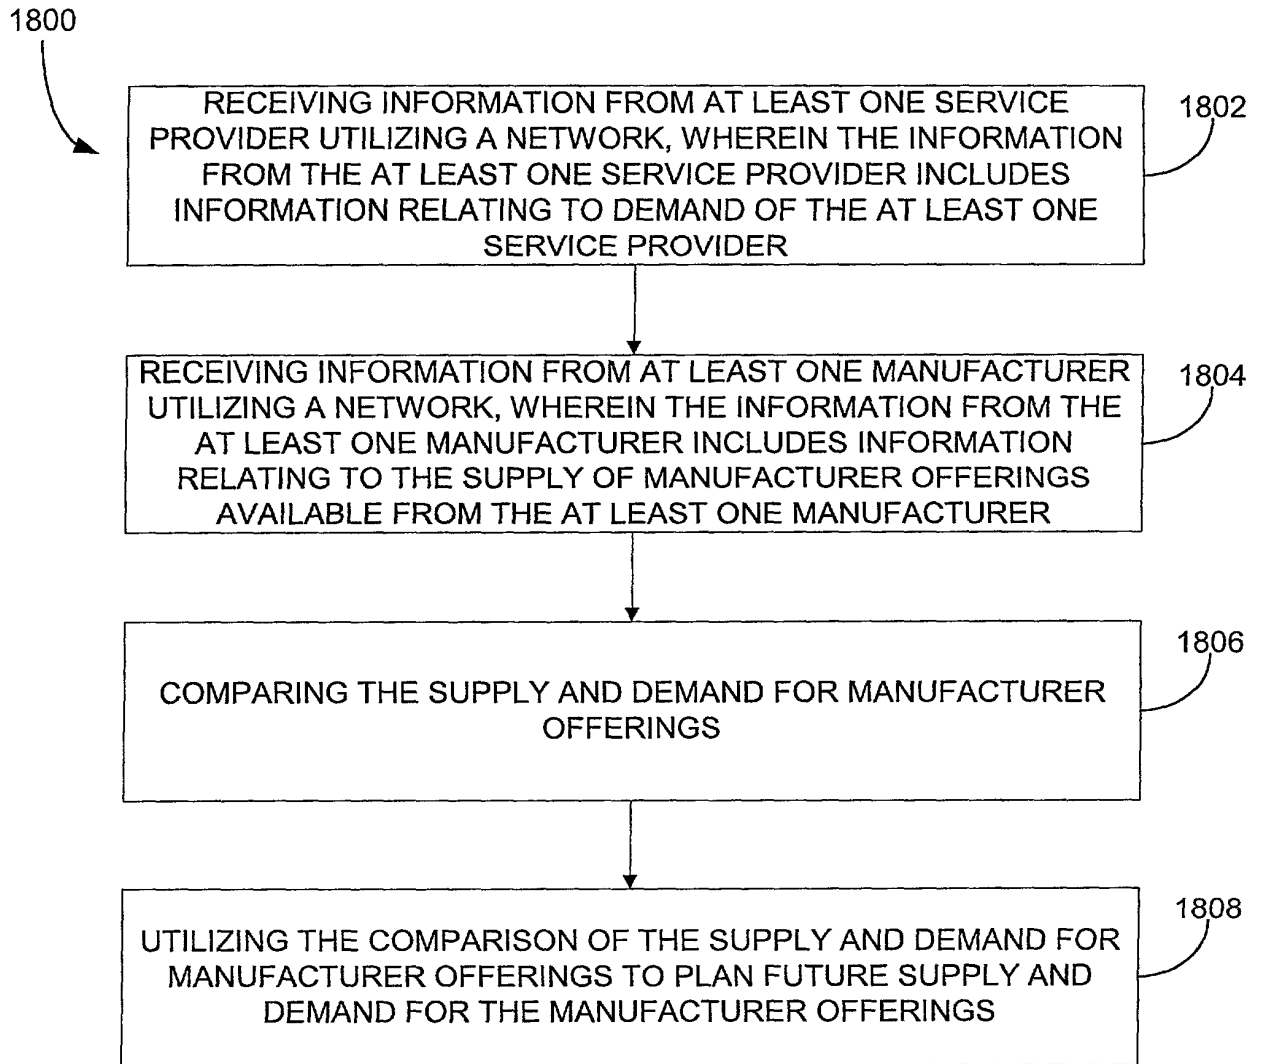 1800
RECEIVING INFORMATION FROM AT LEAST ONE SERVICE
PROVIDER UTILIZING A NETWORK, WHEREIN THE INFORMATION
FROM THE AT LEAST ONE SERVICE PROVIDER INCLUDES
INFORMATION RELATING TO DEMAND OF THE AT LEAST ONE
SERVICE PROVIDER
1802
RECEIVING INFORMATION FROM AT LEAST ONE MANUFACTURER
UTILIZING A NETWORK, WHEREIN THE INFORMATION FROM THE
AT LEAST ONE MANUFACTURER INCLUDES INFORMATION
RELATING TO THE SUPPLY OF MANUFACTURER OFFERINGS
AVAILABLE FROM THE AT LEAST ONE MANUFACTURER
1804
COMPARING THE SUPPLY AND DEMAND FOR MANUFACTURER
OFFERINGS
1806
UTILIZING THE COMPARISON OF THE SUPPLY AND DEMAND FOR
MANUFACTURER OFFERINGS TO PLAN FUTURE SUPPLY AND
DEMAND FOR THE MANUFACTURER OFFERINGS
1808